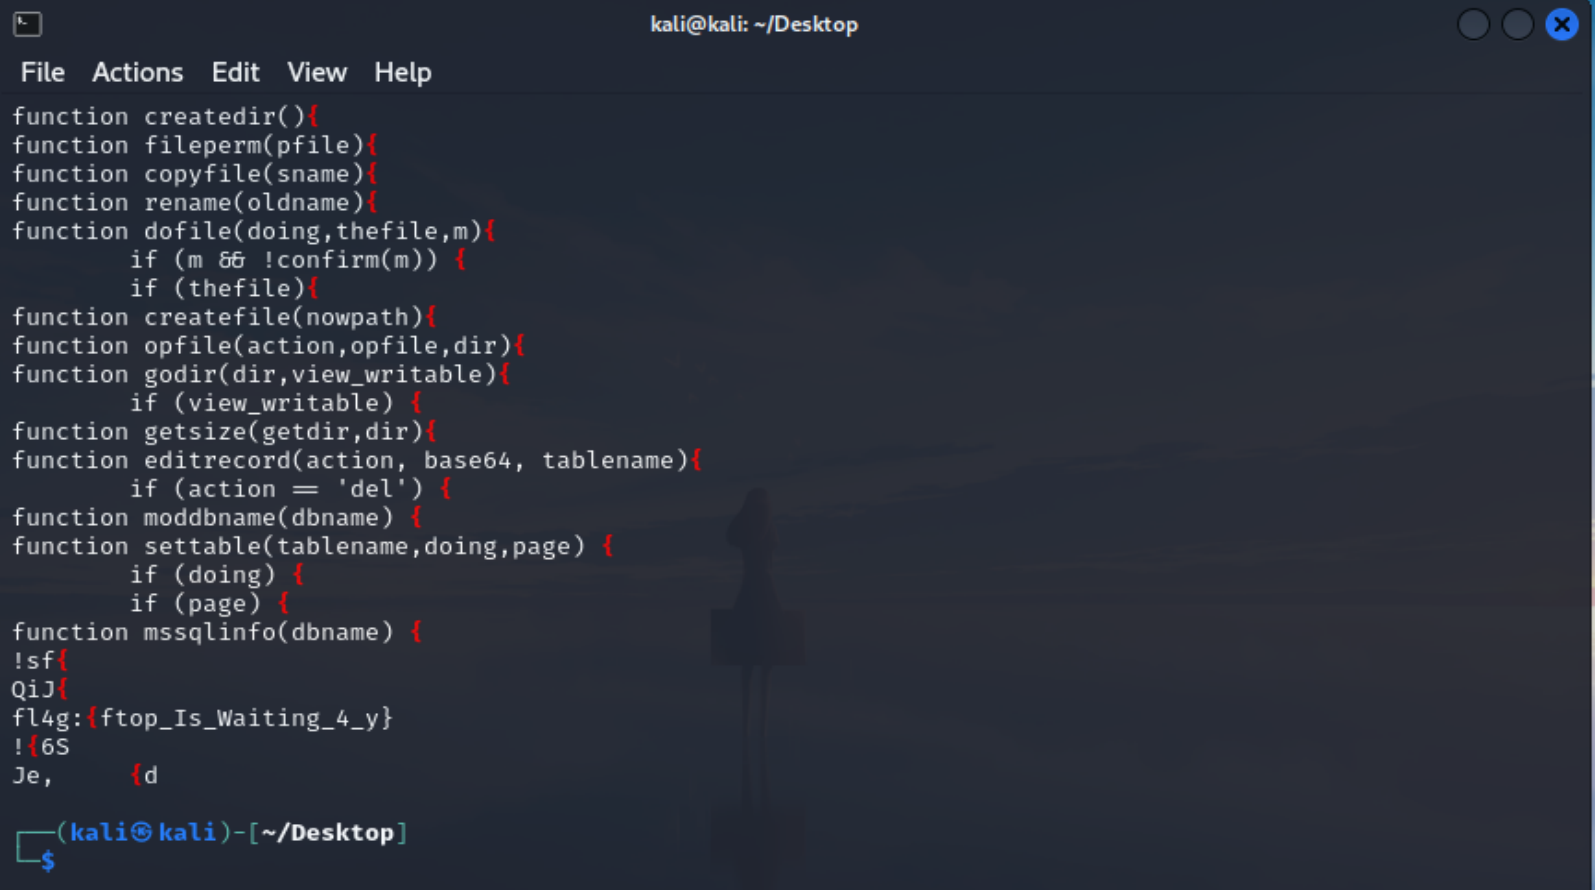 kali@kali: ~/Desktop
File Actions Edit View Help
function createdir(){
function fileperm(pfile){
function copyfile(sname){
function rename(oldname){
function dofile(doing,thefile,m){
        if (m && !confirm(m)) {
        if (thefile){
function createfile(nowpath){
function opfile(action,opfile,dir){
function godir(dir,view_writable){
        if (view_writable) {
function getsize(getdir,dir){
function editrecord(action, base64, tablename){
        if (action == 'del') {
function moddbname(dbname) {
function settable(tablename,doing,page) {
        if (doing) {
        if (page) {
function mssqlinfo(dbname) {
!sf{
QiJ{
fl4g:{ftop_Is_Waiting_4_y}
!{6S
Je,     {d
┌──(kali㉿kali)-[~/Desktop]
└─$